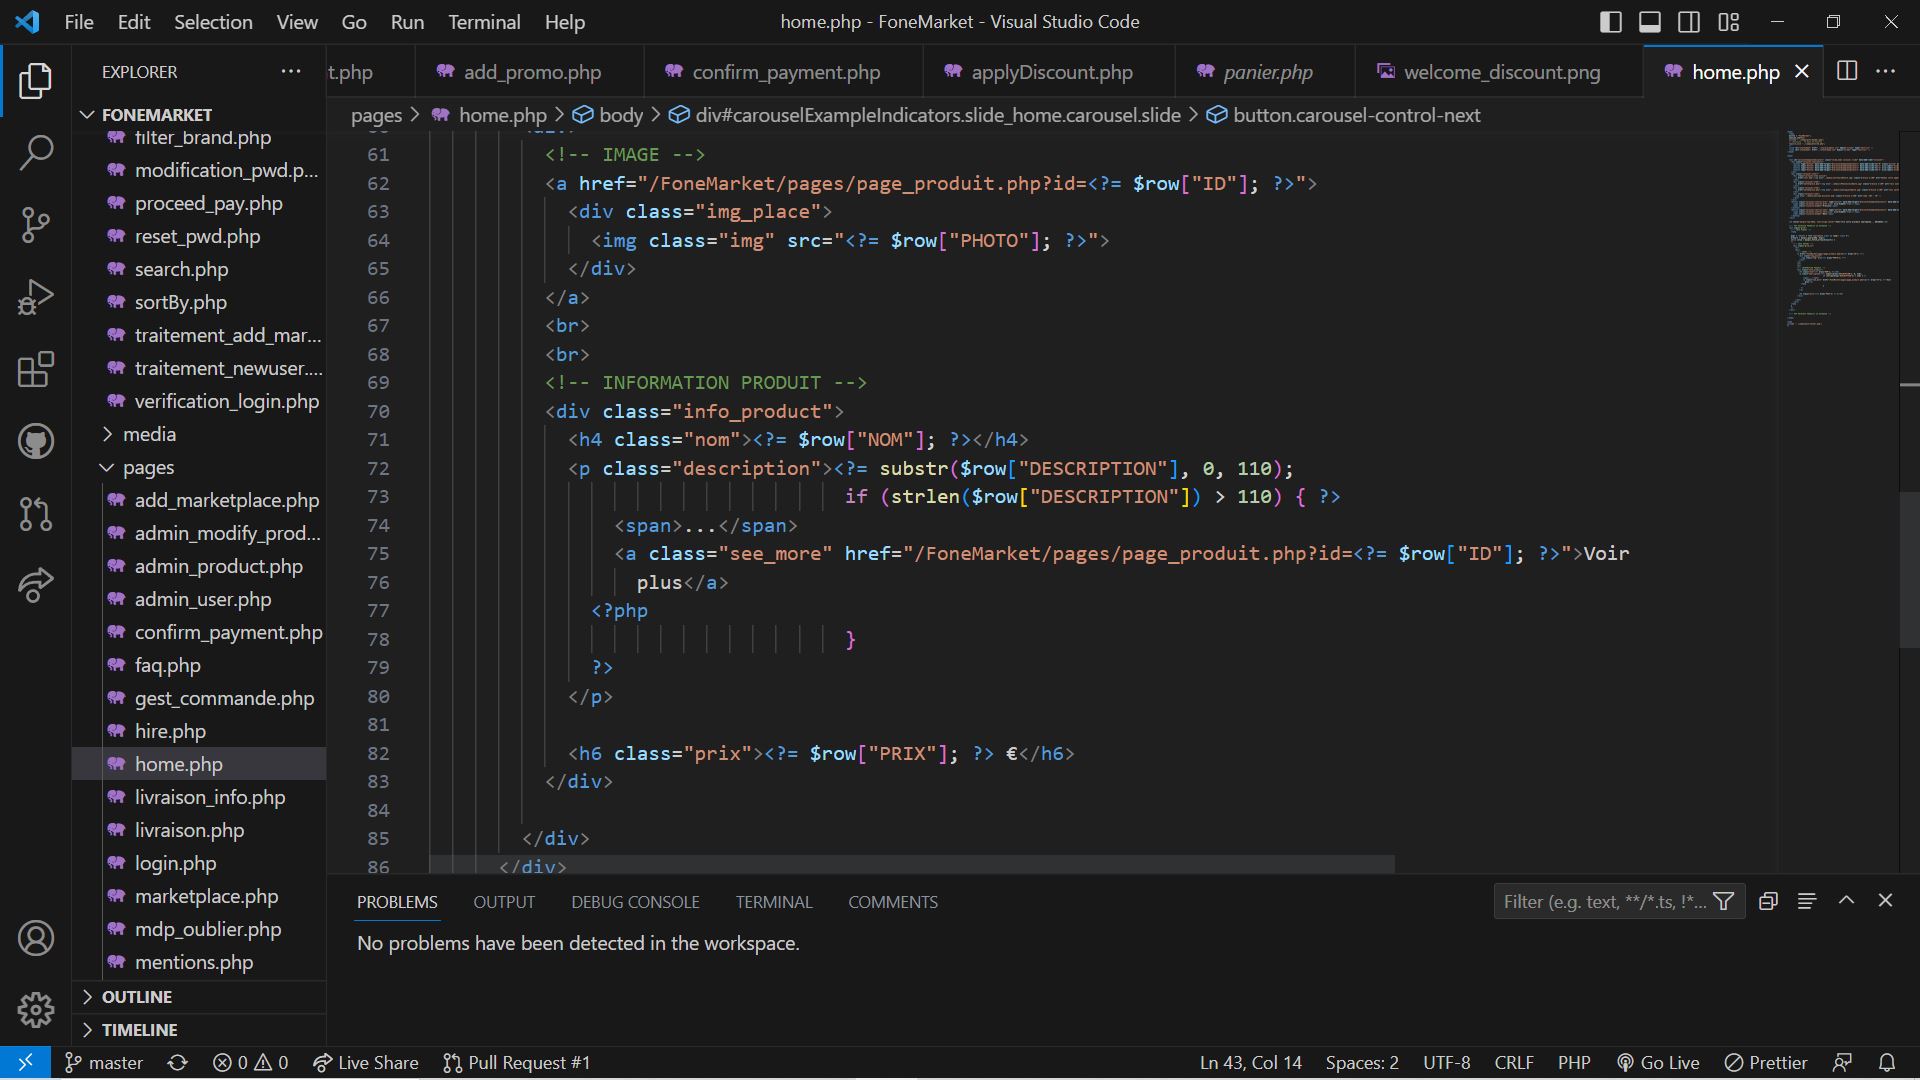 File Edit Selection View Go Run Terminal Help
home.php - FoneMarket - Visual Studio Code
EXPLORER
t.php
add_promo.php
confirm_payment.php
applyDiscount.php
panier.php
welcome_discount.png
home.php
FONEMARKET
pages > home.php > body > div#carouselExampleIndicators.slide_home.carousel.slide > button.carousel-control-next
filter_brand.php
modification_pwd.p...
proceed_pay.php
reset_pwd.php
search.php
sortBy.php
traitement_add_mar...
traitement_newuser....
verification_login.php
media
pages
add_marketplace.php
admin_modify_prod...
admin_product.php
admin_user.php
confirm_payment.php
faq.php
gest_commande.php
hire.php
home.php
livraison_info.php
livraison.php
login.php
marketplace.php
mdp_oublier.php
mentions.php
OUTLINE
TIMELINE
61 <!-- IMAGE -->
62 <a href="/FoneMarket/pages/page_produit.php?id=<?= $row["ID"]; ?>">
63 <div class="img_place">
64 <img class="img" src="<?= $row["PHOTO"]; ?>">
65 </div>
66 </a>
67 <br>
68 <br>
69 <!-- INFORMATION PRODUIT -->
70 <div class="info_product">
71 <h4 class="nom"><?= $row["NOM"]; ?></h4>
72 <p class="description"><?= substr($row["DESCRIPTION"], 0, 110);
73 if (strlen($row["DESCRIPTION"]) > 110) { ?>
74 <span>...</span>
75 <a class="see_more" href="/FoneMarket/pages/page_produit.php?id=<?= $row["ID"]; ?>">Voir
76 plus</a>
77 <?php
78 }
79 ?>
80 </p>
81
82 <h6 class="prix"><?= $row["PRIX"]; ?> €</h6>
83 </div>
84
85 </div>
86 </div>
PROBLEMS OUTPUT DEBUG CONSOLE TERMINAL COMMENTS
Filter (e.g. text, **/*.ts, !*...
No problems have been detected in the workspace.
master 0 0 Live Share Pull Request #1
Ln 43, Col 14 Spaces: 2 UTF-8 CRLF PHP Go Live Prettier